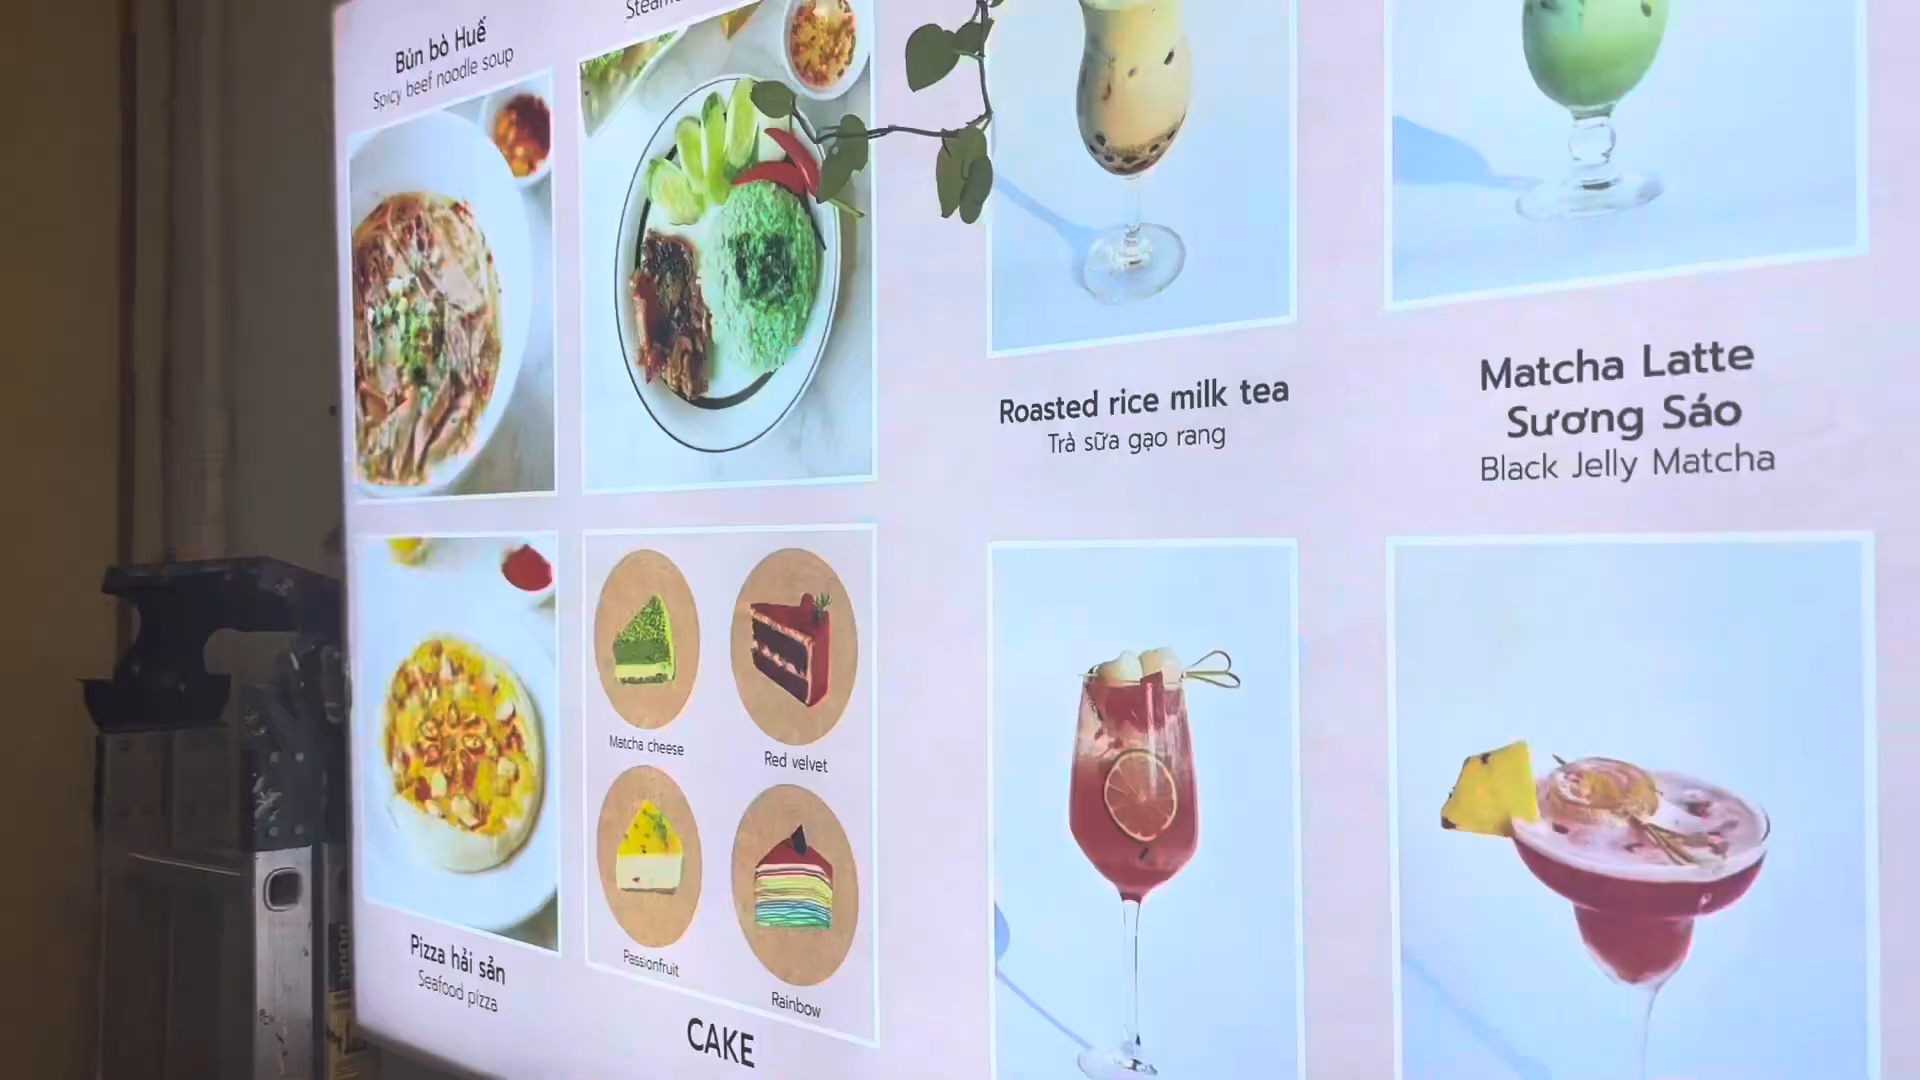 Bún bò Huế
Spicy beef noodle soup
Roasted rice milk tea
Trà sữa gạo rang
Matcha Latte
Sương Sáo
Black Jelly Matcha
Matcha cheese
Red velvet
Passionfruit
Rainbow
Pizza hải sản
Seafood pizza
CAKE